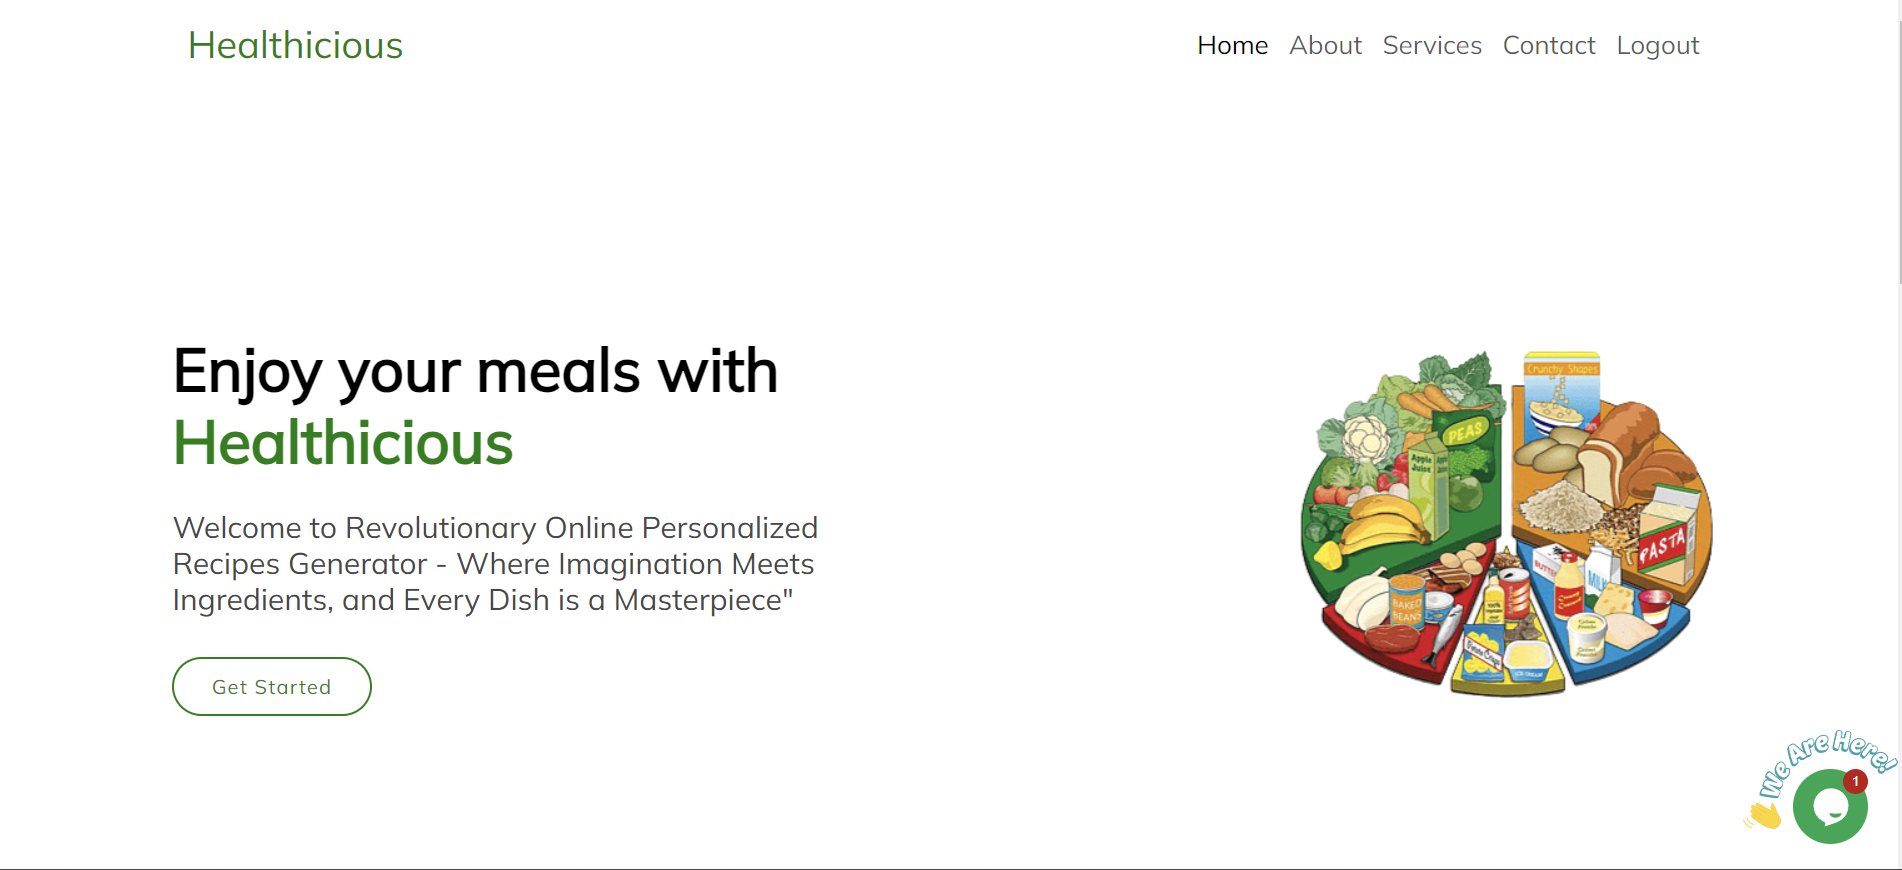 Healthicious
Home About Services Contact Logout
Enjoy your meals with
Healthicious
Welcome to Revolutionary Online Personalized
Recipes Generator - Where Imagination Meets
Ingredients, and Every Dish is a Masterpiece"
Get Started
Crunchy Shapes
PEAS
Apple
Juice
PASTA
BUTTER
MILK
BAKED
BEANS
Potato Crisps
We Are Here!
1